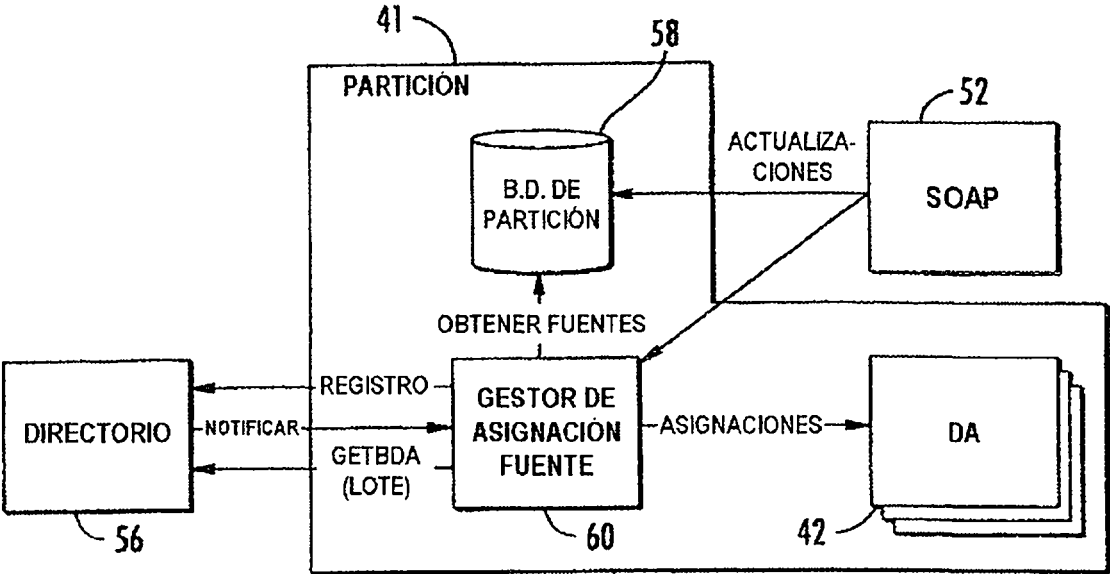 41
58
PARTICIÓN
52
ACTUALIZA-
CIONES
B.D. DE
PARTICIÓN
SOAP
OBTENER FUENTES
REGISTRO
GESTOR DE
ASIGNACIÓN
FUENTE
DIRECTORIO
NOTIFICAR
ASIGNACIONES
DA
GETBDA
(LOTE)
56
60
42